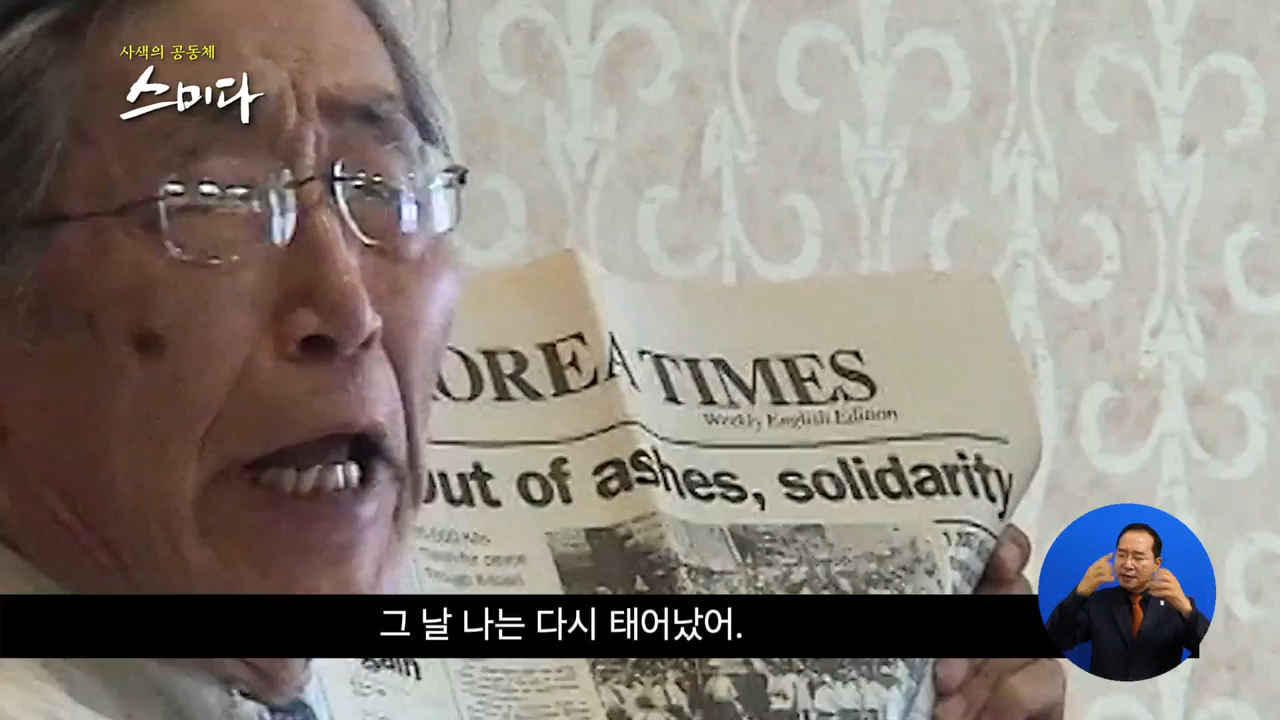 사색의 공동체
스미다
OREA TIMES
Weekly English Edition
out of ashes, solidarity
그 날 나는 다시 태어났어.